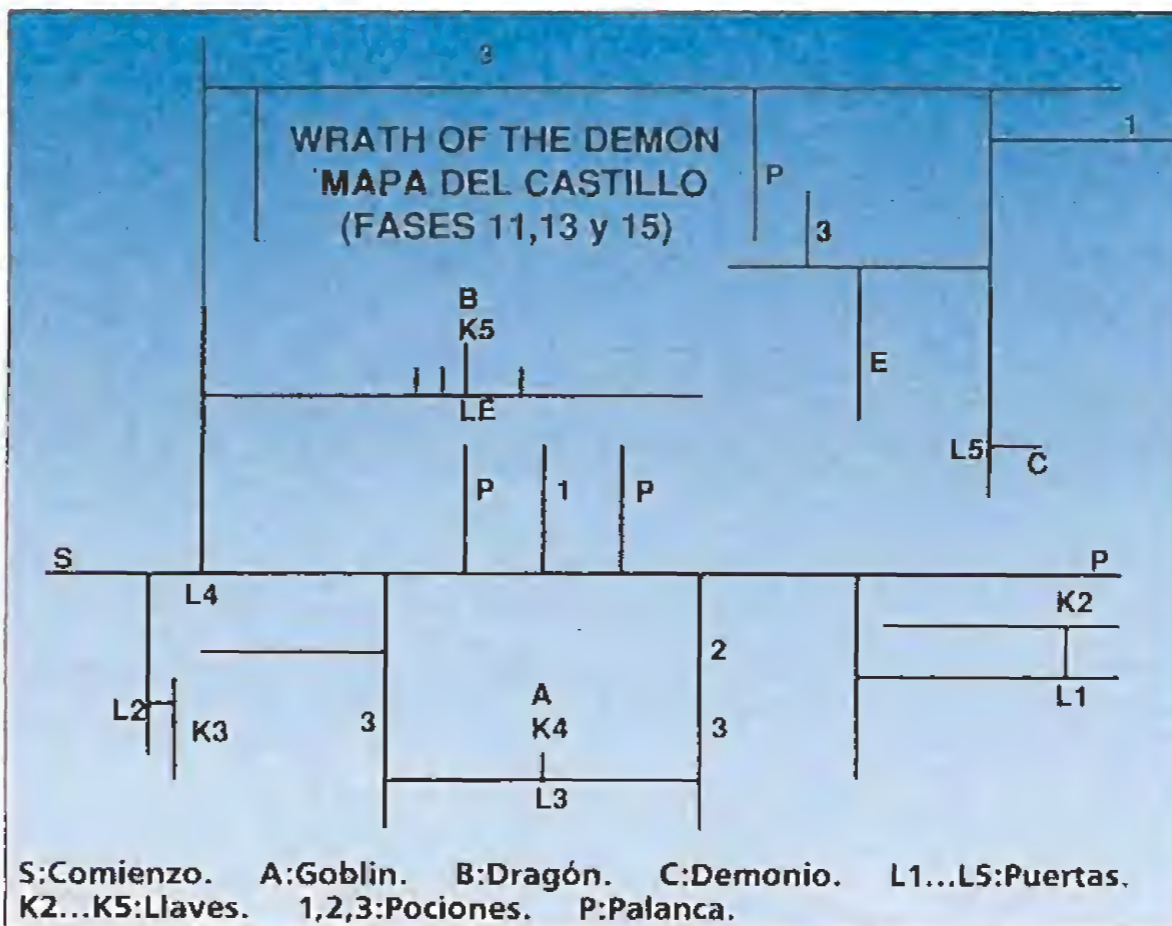 3
1
WRATH OF THE DEMON
MAPA DEL CASTILLO
(FASES 11,13 y 15)
P
3
B
K5
E
LE
L5
C
P
1
P
S
P
L4
K2
2
A
K4
L1
L2
K3
3
3
L3
S:Comienzo. A:Goblin. B:Dragón. C:Demonio. L1...L5:Puertas.
K2...K5:Llaves. 1,2,3:Pociones. P:Palanca.